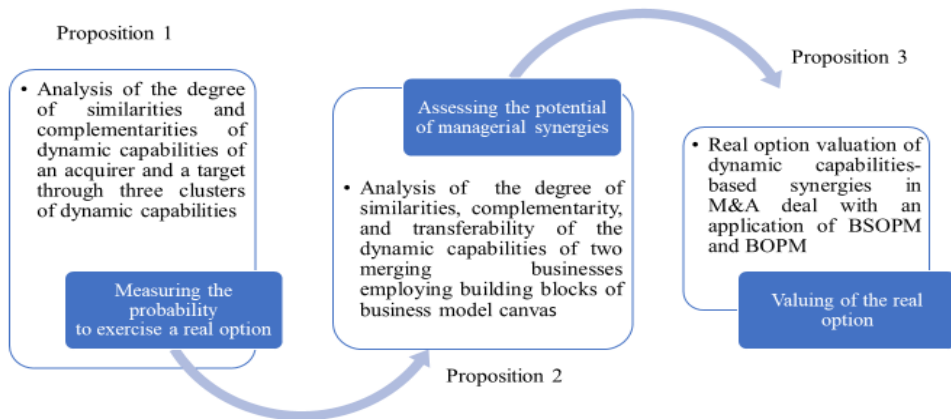 Proposition 1
• Analysis of the degree
of similarities and
complementarities of
dynamic capabilities of
an acquirer and a target
through three clusters
of dynamic capabilities
Measuring the
probability
to exercise a real option
Assessing the potential
of managerial synergies
• Analysis of the degree of
similarities, complementarity,
and transferability of the
dynamic capabilities of two
merging businesses
employing building blocks of
business model canvas
Proposition 2
Proposition 3
• Real option valuation of
dynamic capabilities-
based synergies in
M&A deal with an
application of BSOPM
and BOPM
Valuing of the real
option